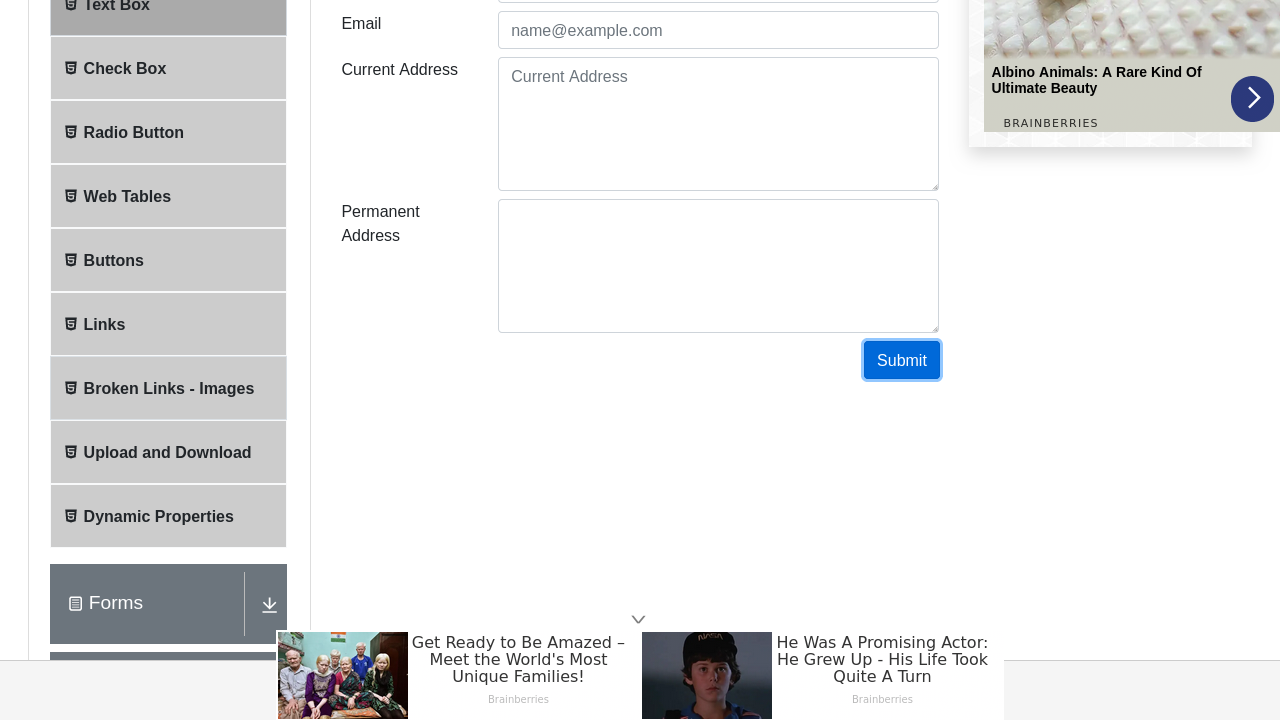 Text Box
Check Box
Radio Button
Web Tables
Buttons
Links
Broken Links - Images
Upload and Download
Dynamic Properties
Forms
Email
name@example.com
Current Address
Current Address
Permanent
Address
Submit
Albino Animals: A Rare Kind Of
Ultimate Beauty
BRAINBERRIES
Get Ready to Be Amazed –
Meet the World's Most
Unique Families!
Brainberries
He Was A Promising Actor:
He Grew Up - His Life Took
Quite A Turn
Brainberries